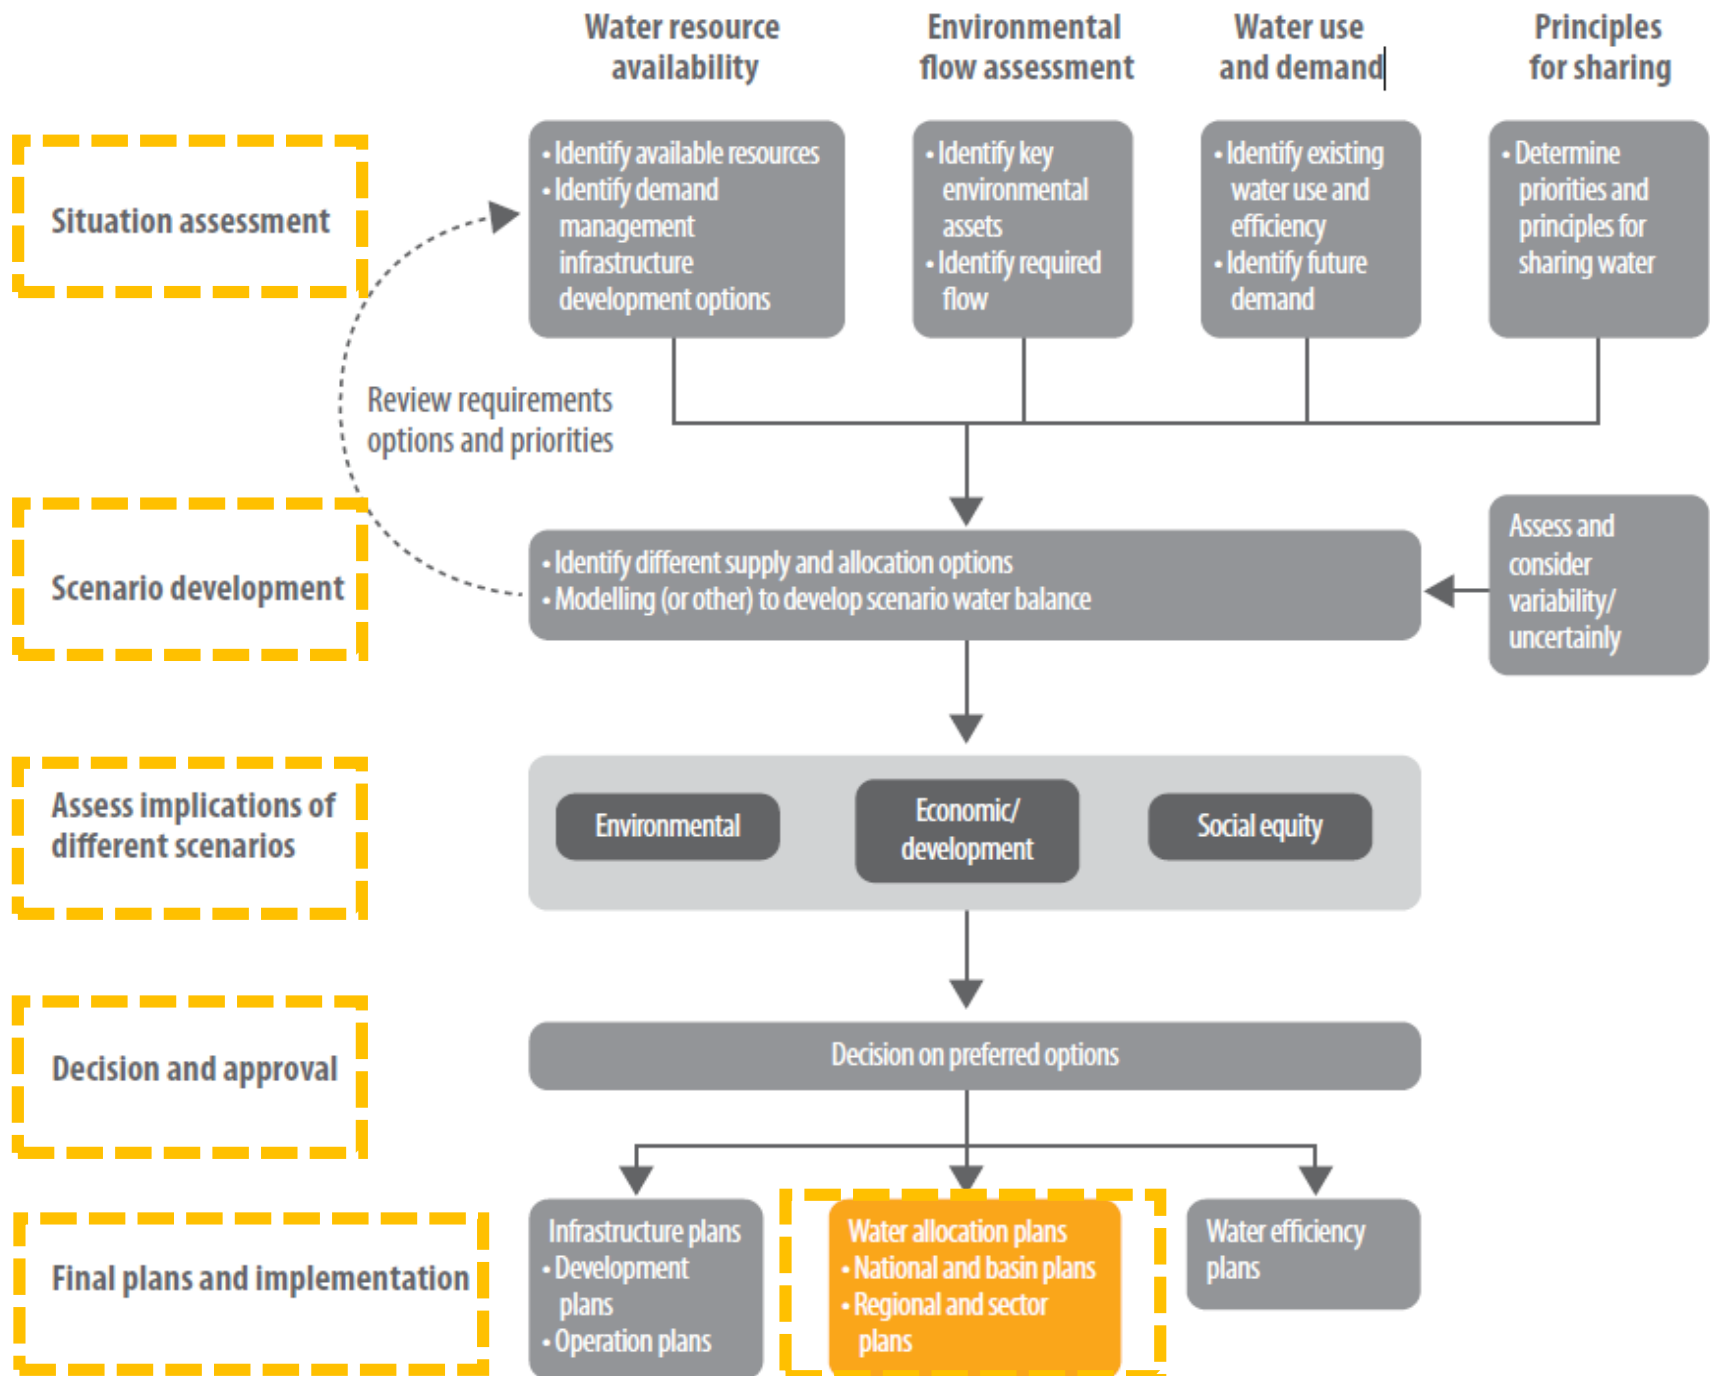 Water resource
availability
Environmental
flow assessment
Water use
and demand
Principles
for sharing
Situation assessment
• Identify available resources
• Identify demand
management
infrastructure
development options
• Identify key
environmental
assets
• Identify required
flow
• Identify existing
water use and
efficiency
• Identify future
demand
• Determine
priorities and
principles for
sharing water
Review requirements
options and priorities
Scenario development
• Identify different supply and allocation options
• Modelling (or other) to develop scenario water balance
Assess and
consider
variability/
uncertainly
Assess implications of
different scenarios
Environmental
Economic/
development
Social equity
Decision and approval
Decision on preferred options
Final plans and implementation
Infrastructure plans
• Development
plans
• Operation plans
Water allocation plans
• National and basin plans
• Regional and sector
plans
Water efficiency
plans